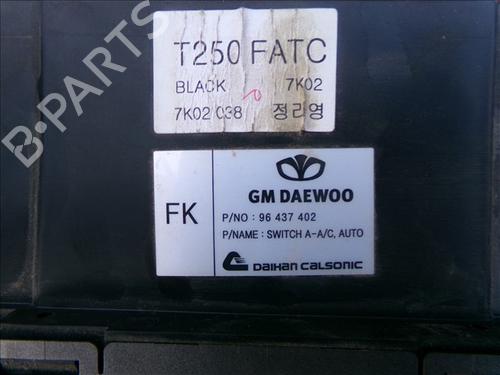 T250 FATC
BLACK 7K02
7K02 038 정리영
GM DAEWOO
FK
P/NO : 96 437 402
P/NAME : SWITCH A-A/C, AUTO
DAIHAN CALSONIC
B-PARTS